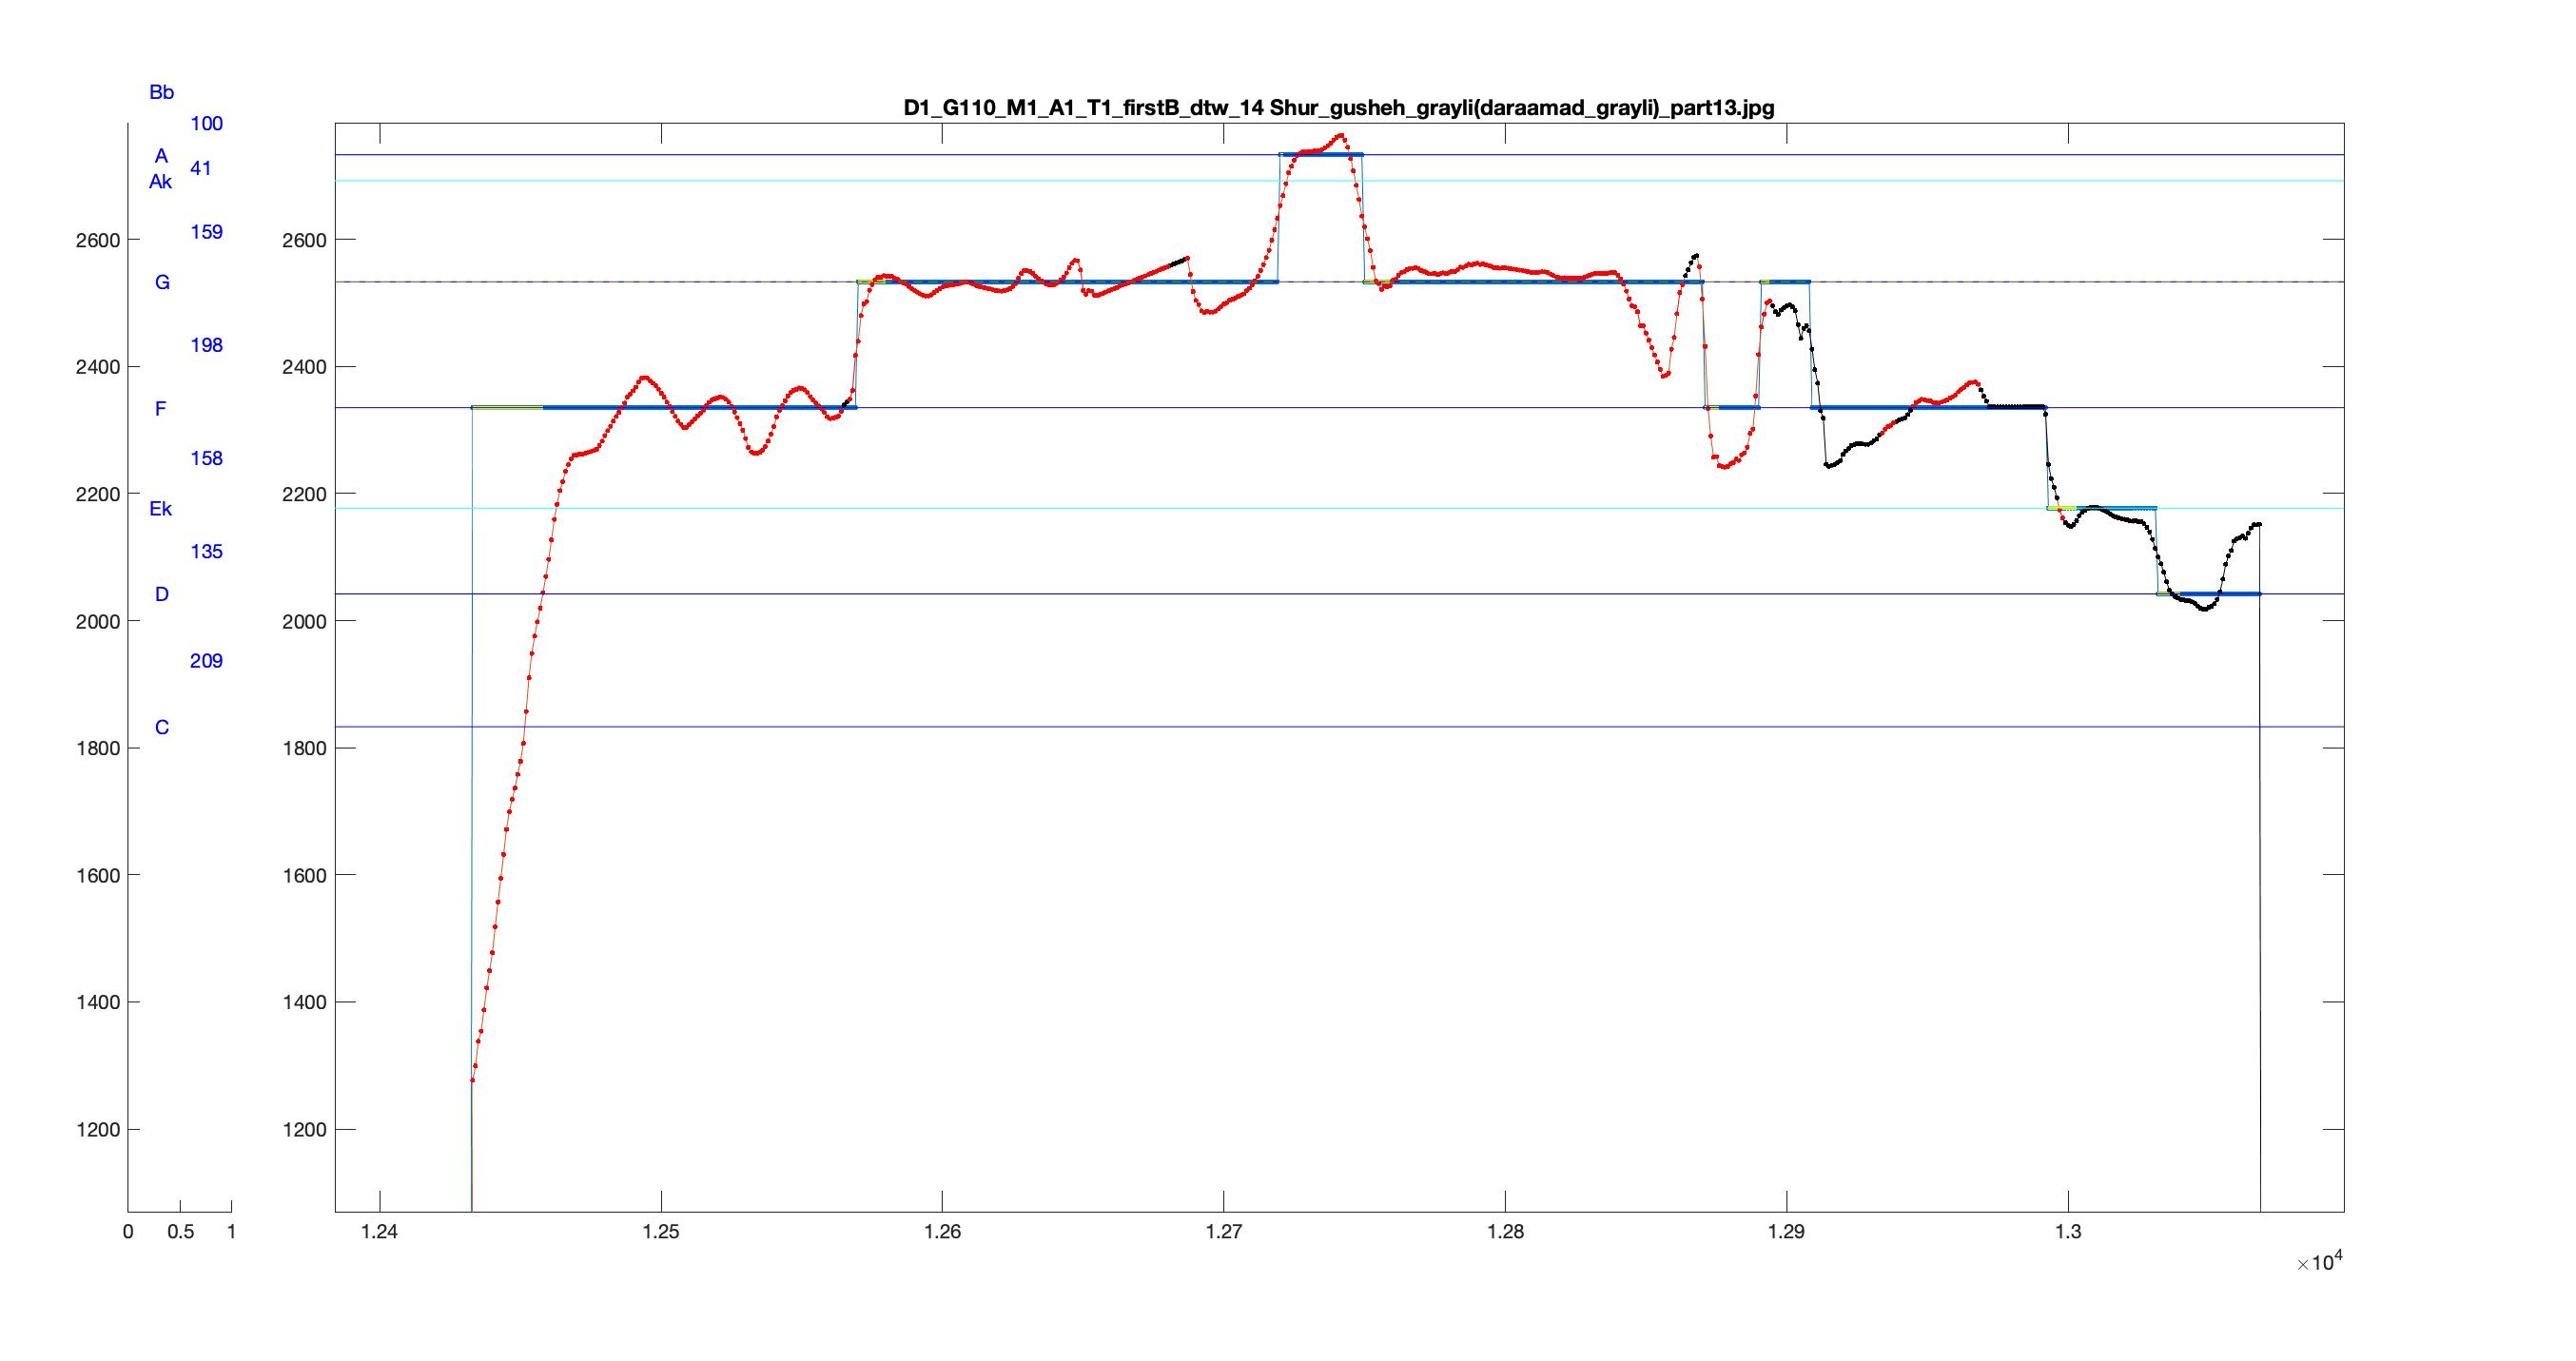 D1_G110_M1_A1_T1_firstB_dtw_14 Shur_gusheh_grayli(daraamad_grayli)_part13.jpg
Bb
100
A
41
Ak
159
2600
2600
G
198
2400
2400
F
158
2200
2200
Ek
135
D
2000
2000
209
C
1800
1800
1600
1600
1400
1400
1200
1200
0 0.5 1
1.24 1.25 1.26 1.27 1.28 1.29 1.3
×10^4